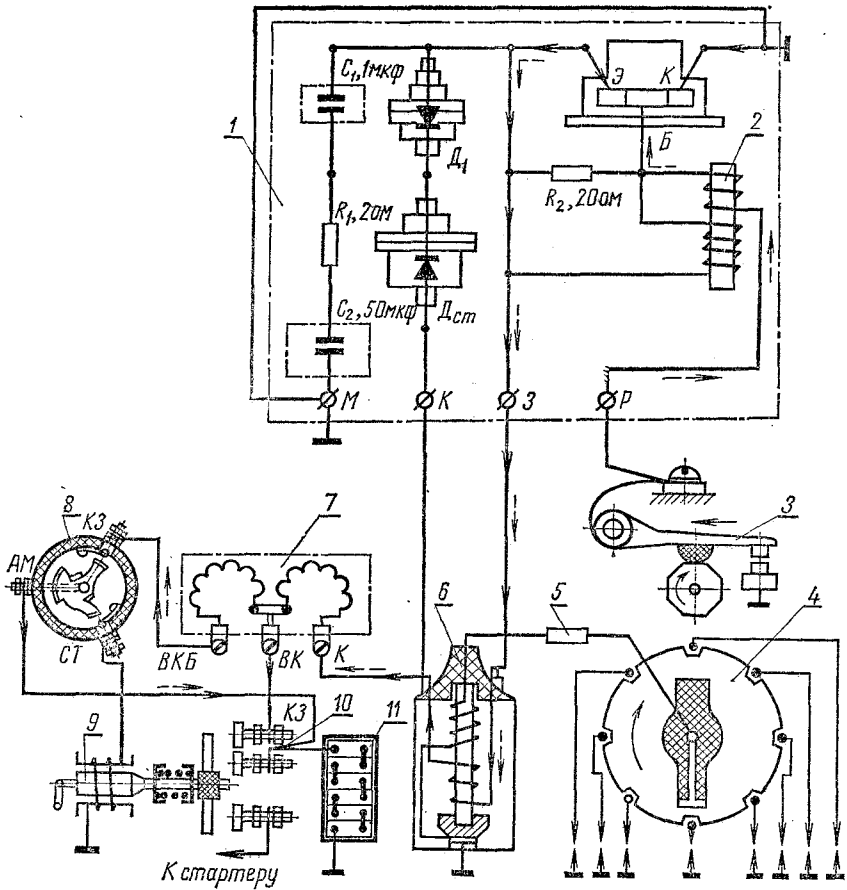 C₁, 1мкф
Э К
Б
1
2
Д₁
R₁, 2ом
R₂, 20ом
C₂, 50мкф
Дст
М К З Р
8 КЗ
7
3
АМ
6 5 4
СТ
ВКБ ВК К
КЗ 10 11
9
К стартеру